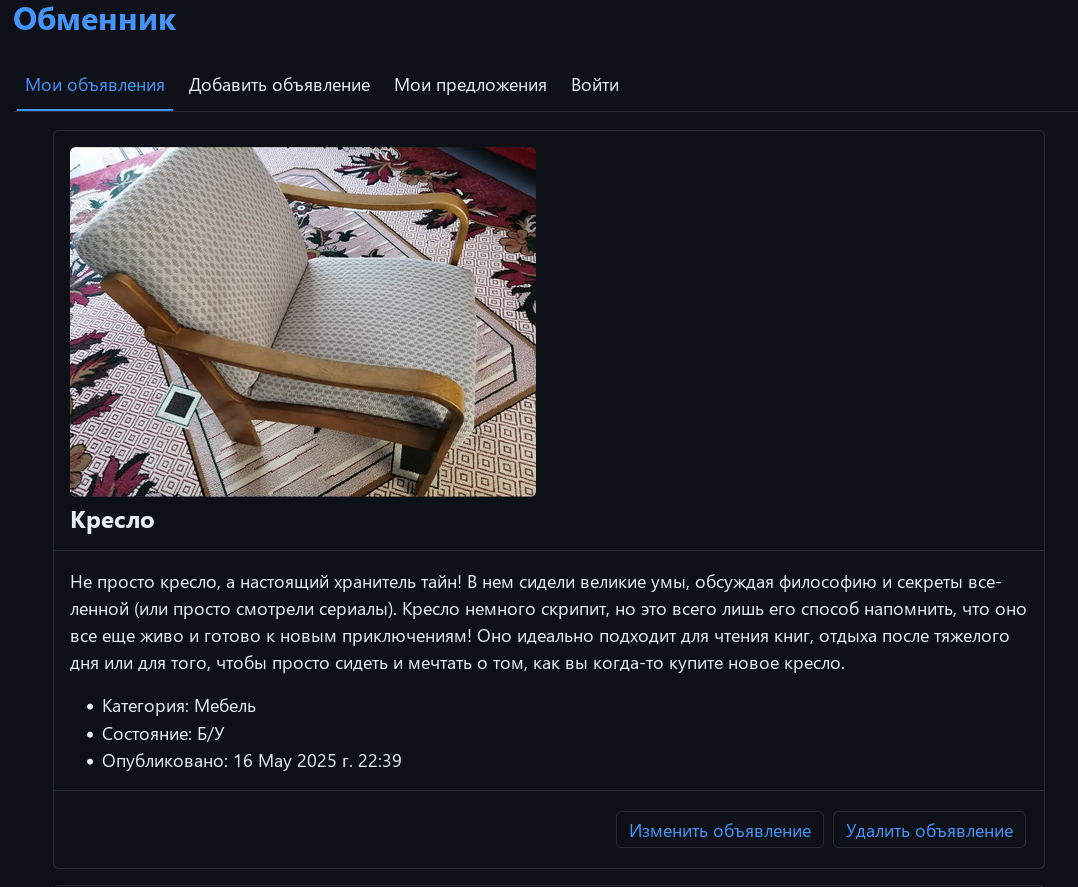 Обменник
Мои объявления Добавить объявление Мои предложения Войти
Кресло
Не просто кресло, а настоящий хранитель тайн! В нем сидели великие умы, обсуждая философию и секреты все-
ленной (или просто смотрели сериалы). Кресло немного скрипит, но это всего лишь его способ напомнить, что оно
все еще живо и готово к новым приключениям! Оно идеально подходит для чтения книг, отдыха после тяжелого
дня или для того, чтобы просто сидеть и мечтать о том, как вы когда-то купите новое кресло.
• Категория: Мебель
• Состояние: Б/У
• Опубликовано: 16 May 2025 г. 22:39
Изменить объявление Удалить объявление